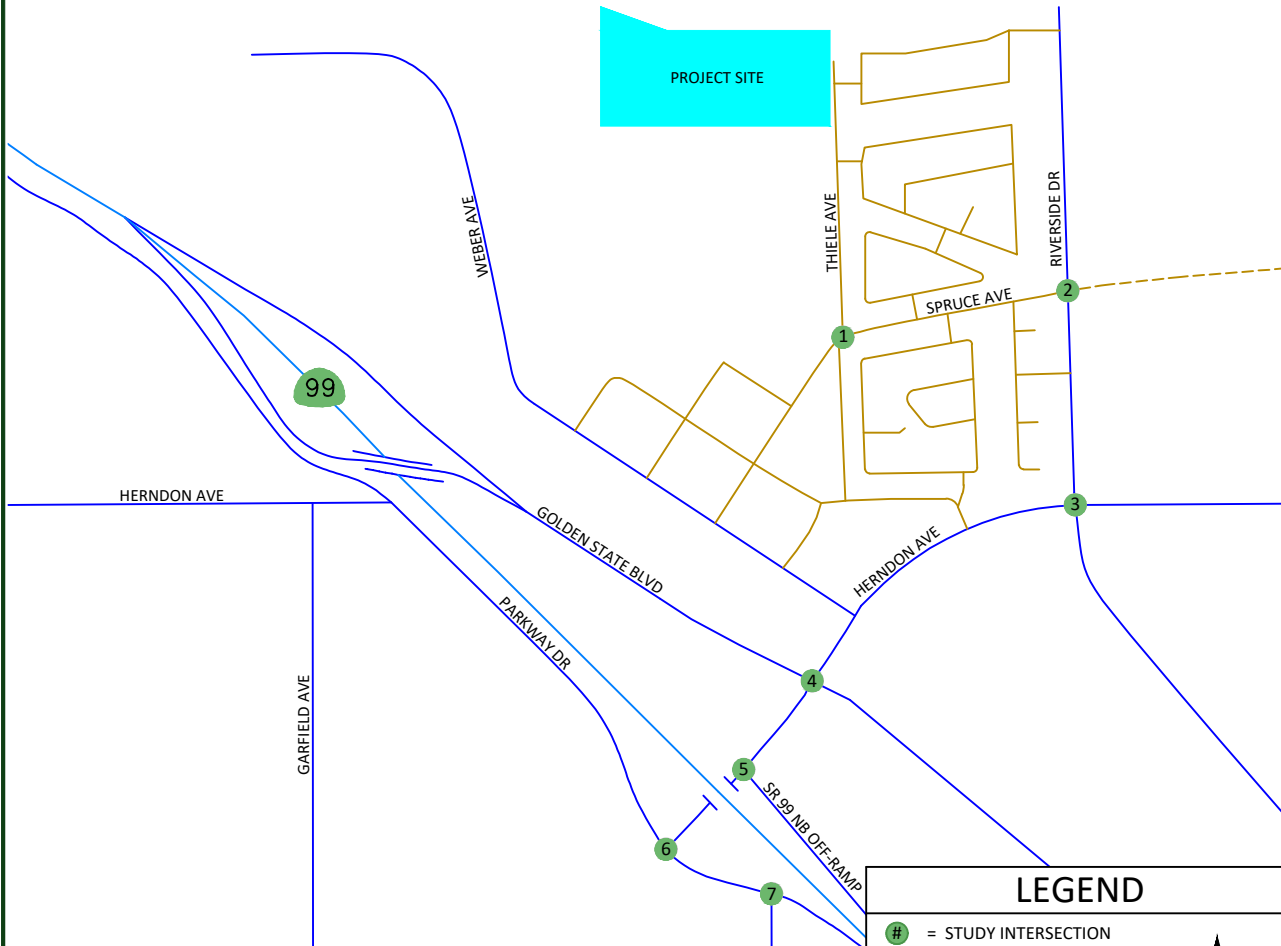 PROJECT SITE
WEBER AVE
THIELE AVE
RIVERSIDE DR
SPRUCE AVE
2
1
99
HERNDON AVE
3
GOLDEN STATE BLVD
HERNDON AVE
PARKWAY DR
4
GARFIELD AVE
5
SR 99 NB OFF-RAMP
6
7
LEGEND
# = STUDY INTERSECTION